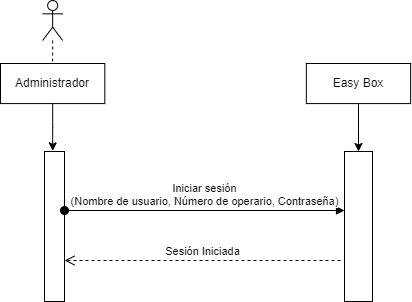 Administrador
Easy Box
Iniciar sesión
(Nombre de usuario, Número de operario, Contraseña)
Sesión Iniciada